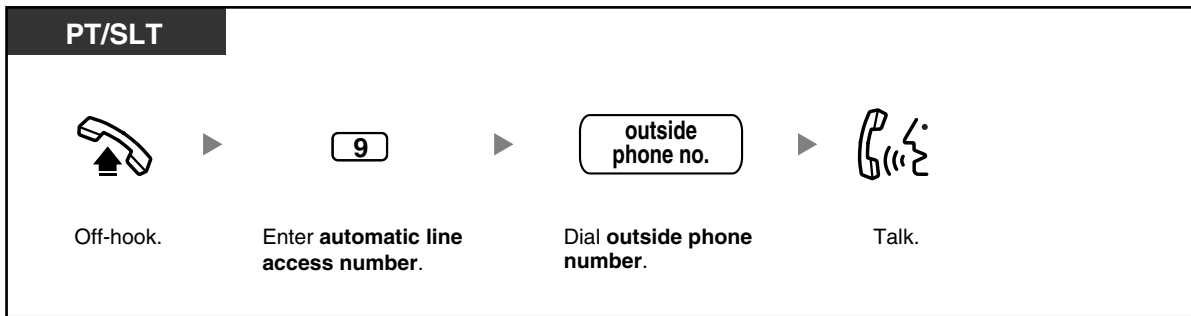 PT/SLT
9
outside
phone no.
Off-hook.
Enter automatic line
access number.
Dial outside phone
number.
Talk.